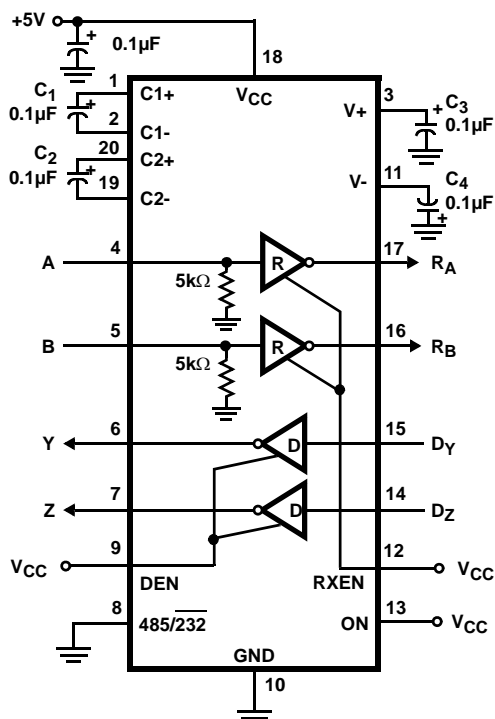 +5V
0.1µF
18
1
C1
0.1µF
2
C1+
VCC
C1-
3
V+
C3
0.1µF
20
C2
0.1µF
19
C2+
C2-
11
V-
C4
0.1µF
A
4
5kΩ
R
17
RA
B
5
5kΩ
R
16
RB
Y
6
D
15
DY
Z
7
D
14
DZ
VCC
9
DEN
RXEN
12
VCC
8
485/232
ON
13
VCC
GND
10